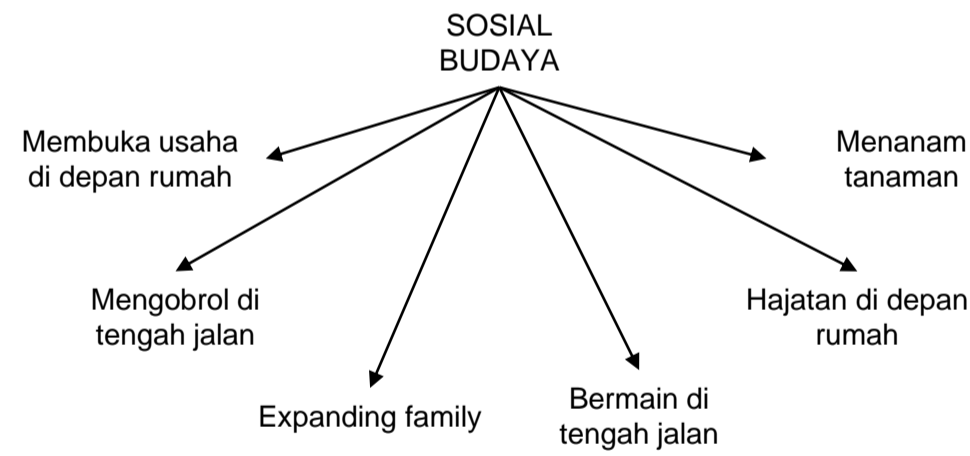 SOSIAL
BUDAYA
Membuka usaha
di depan rumah
Menanam
tanaman
Mengobrol di
tengah jalan
Hajatan di depan
rumah
Expanding family
Bermain di
tengah jalan